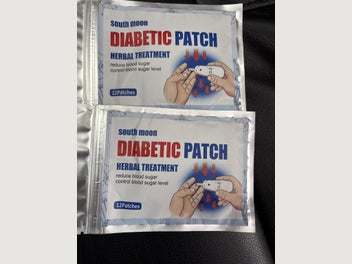 south moon
DIABETIC PATCH
HERBAL TREATMENT
reduce blood sugar
control blood sugar level
12Patches
south moon
DIABETIC PATCH
HERBAL TREATMENT
reduce blood sugar
control blood sugar level
12Patches